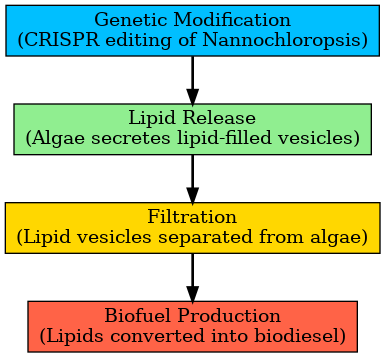 Genetic Modification
(CRISPR editing of Nannochloropsis)
Lipid Release
(Algae secretes lipid-filled vesicles)
Filtration
(Lipid vesicles separated from algae)
Biofuel Production
(Lipids converted into biodiesel)